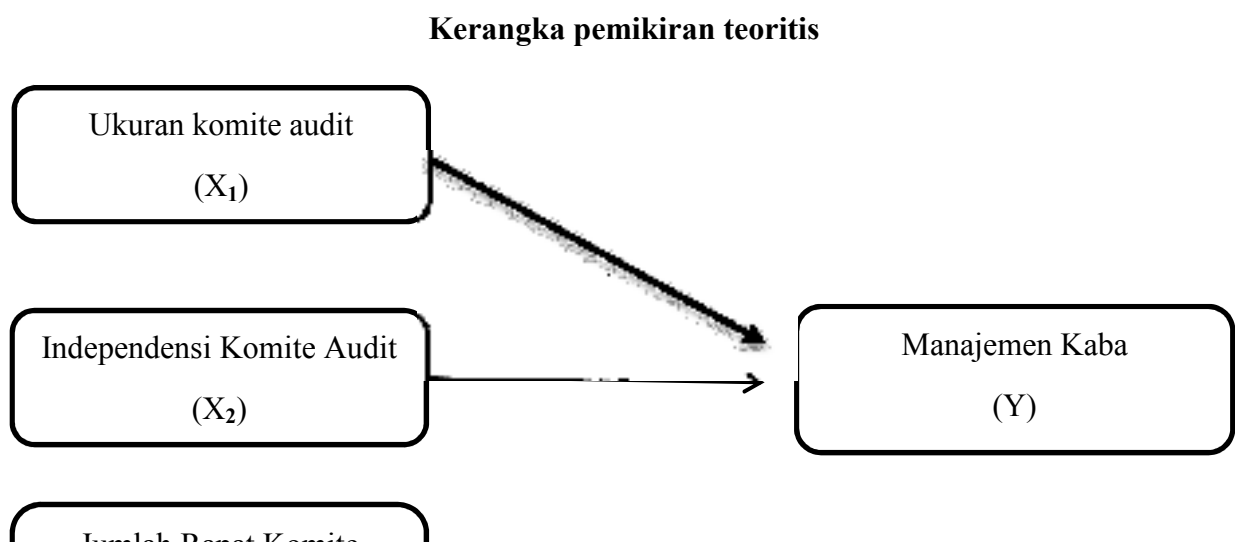 Kerangka pemikiran teoritis
Ukuran komite audit
(X₁)
Independensi Komite Audit
(X₂)
Manajemen Kaba
(Y)
Jumlah Rapat Komite